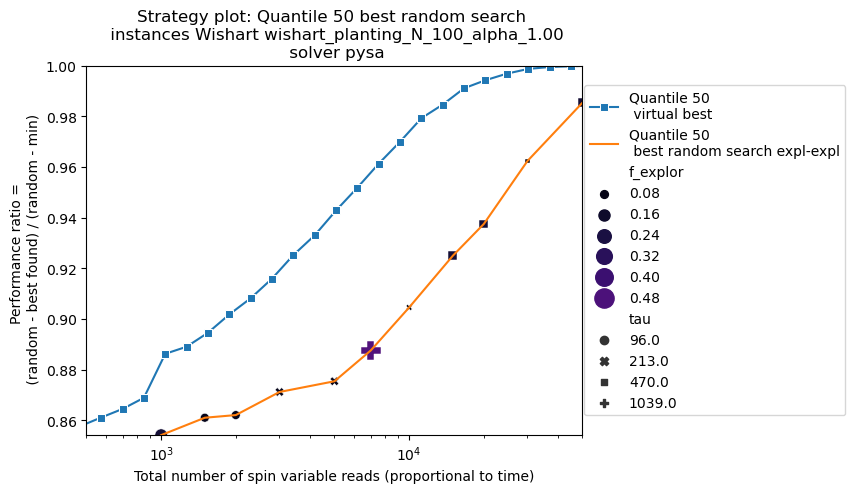 Strategy plot: Quantile 50 best random search
instances Wishart wishart_planting_N_100_alpha_1.00
solver pysa
Performance ratio =
(random - best found) / (random - min)
1.00
0.98
0.96
0.94
0.92
0.90
0.88
0.86
10^3
10^4
Total number of spin variable reads (proportional to time)
Quantile 50
virtual best
Quantile 50
best random search expl-expl
f_explor
0.08
0.16
0.24
0.32
0.40
0.48
tau
96.0
213.0
470.0
1039.0